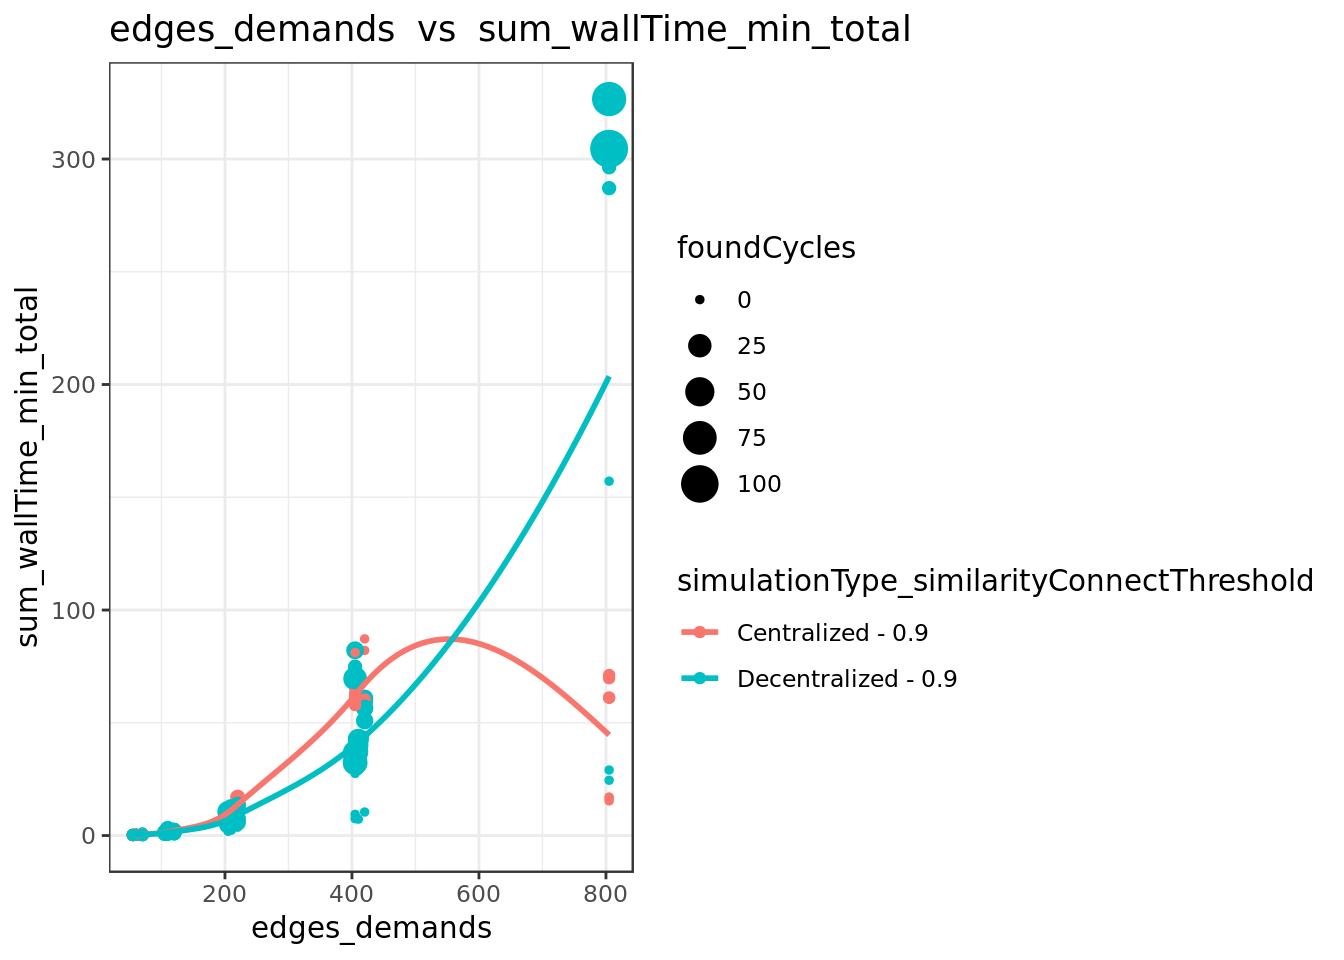 edges_demands  vs  sum_wallTime_min_total
300
200
100
0
sum_wallTime_min_total
200
400
600
800
edges_demands
foundCycles
0
25
50
75
100
simulationType_similarityConnectThreshold
Centralized - 0.9
Decentralized - 0.9